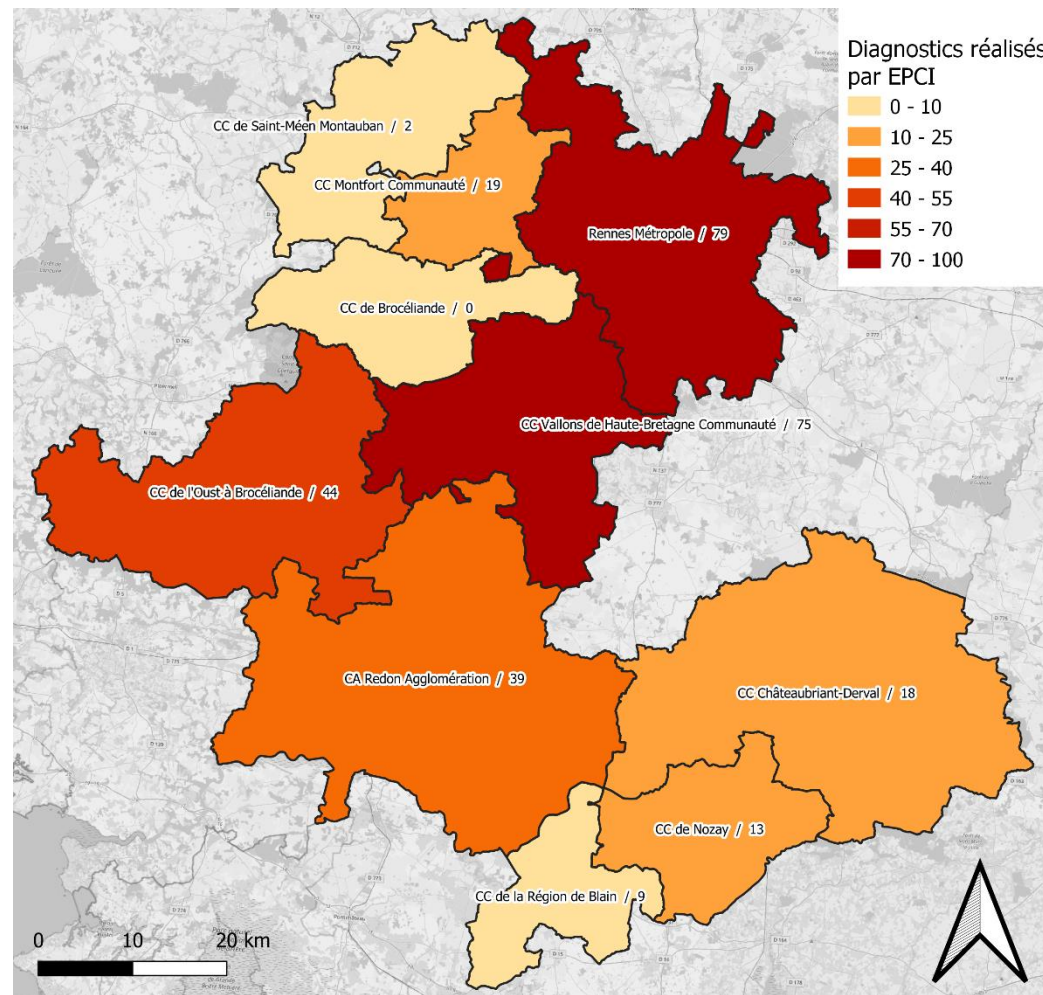 Diagnostics réalisés
par EPCI
0 - 10
10 - 25
25 - 40
40 - 55
55 - 70
70 - 100
CC de Saint-Méen Montauban / 2
CC Montfort Communauté / 19
Rennes Métropole / 79
CC de Brocéliande / 0
CC Vallons de Haute-Bretagne Communauté / 75
CC de l'Oust à Brocéliande / 44
CA Redon Agglomération / 39
CC Châteaubriant-Derval / 18
CC de Nozay / 13
CC de la Région de Blain / 9
0 10 20 km